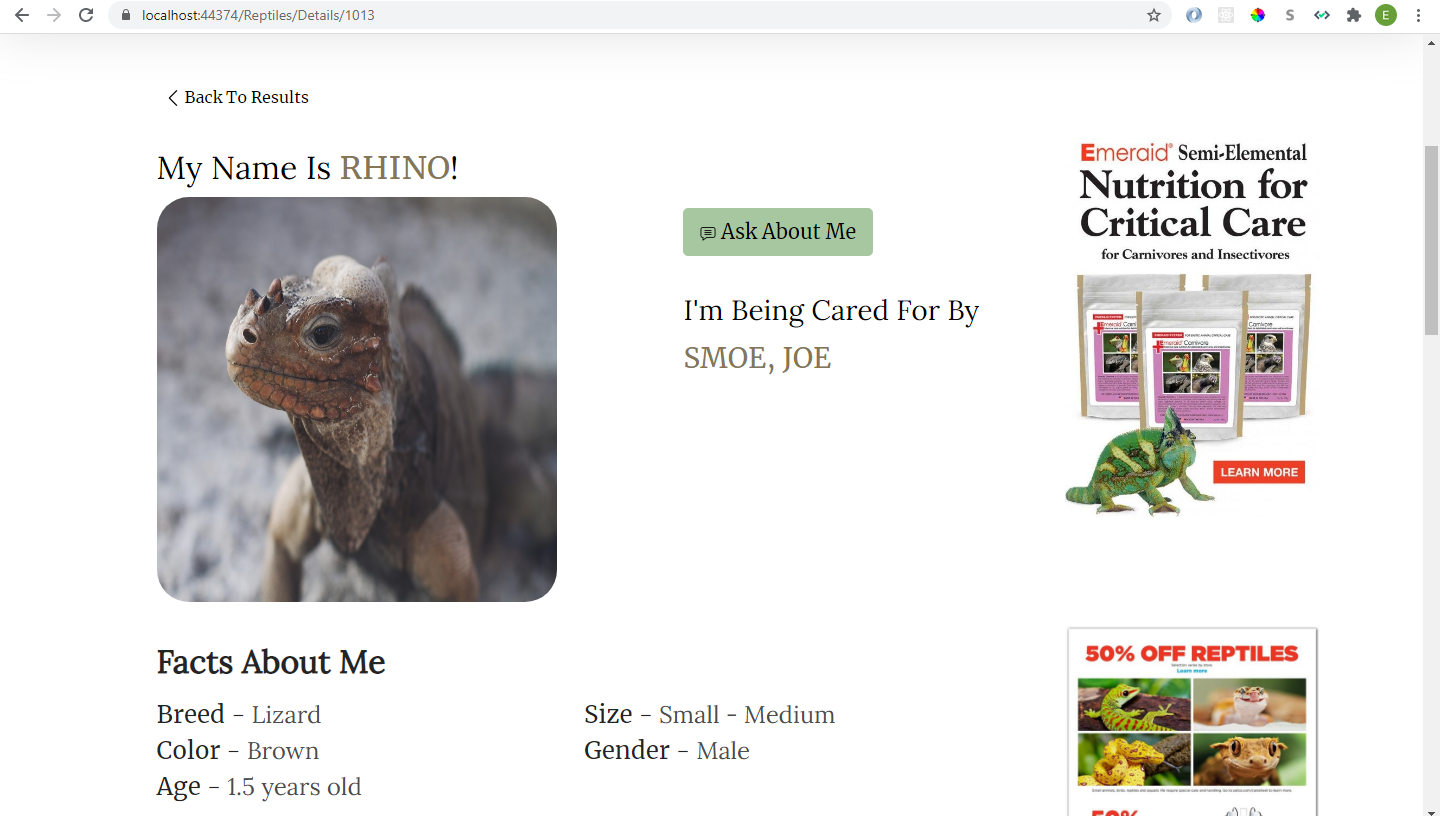 localhost:44374/Reptiles/Details/1013
S
E
Back To Results
My Name Is RHINO!
Ask About Me
I'm Being Cared For By
SMOE, JOE
Facts About Me
Breed - Lizard
Size - Small - Medium
Color - Brown
Gender - Male
Age - 1.5 years old
Emeraid® Semi-Elemental
Nutrition for
Critical Care
for Carnivores and Insectivores
Emeraid Carnivore
LEARN MORE
50% OFF REPTILES
Learn more
50%